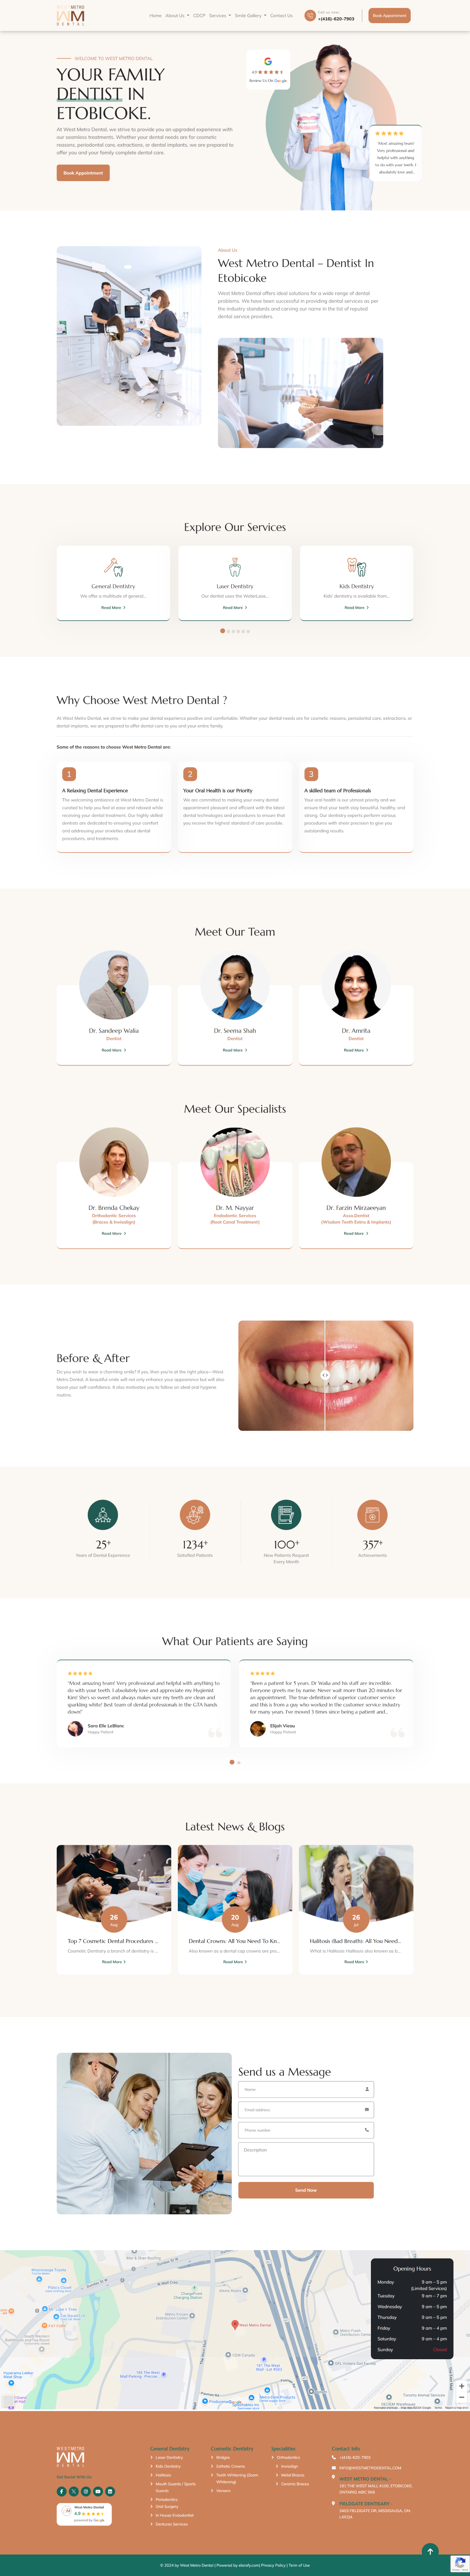 WEST METRO
WM
DENTAL
Home
About Us
CDCP
Services
Smile Gallery
Contact Us
Call us now
+(416)-620-7903
Book Appointment
WELCOME TO WEST METRO DENTAL
YOUR FAMILY
DENTIST IN
ETOBICOKE.
At West Metro Dental, we strive to provide you an upgraded experience with
our seamless treatments. Whether your dental needs are for cosmetic
reasons, periodontal care, extractions, or dental implants, we are prepared to
offer you and your family complete dental care.
Book Appointment
4.9
Review Us On Google
"Most amazing team!
Very professional and
helpful with anything
to do with your teeth. I
absolutely love and...
About Us
West Metro Dental – Dentist In
Etobicoke
West Metro Dental offers ideal solutions for a wide range of dental
problems. We have been successful in providing dental services as per
the industry standards and carving our name in the list of reputed
dental service providers.
Explore Our Services
General Dentistry
We offer a multitude of general...
Read More
Laser Dentistry
Our dentist uses the WaterLase...
Read More
Kids Dentistry
Kids' dentistry is available from...
Read More
Why Choose West Metro Dental ?
At West Metro Dental, we strive to make your dental experience positive and comfortable. Whether your dental needs are for cosmetic reasons, periodontal care, extractions, or
dental implants, we are prepared to offer dental care to you and your entire family.
Some of the reasons to choose West Metro Dental are:
1
A Relaxing Dental Experience
The welcoming ambience at West Metro Dental is
curated to help you feel at ease and relaxed while
receiving your dental treatment. Our highly skilled
dentists are dedicated to ensuring your comfort
and addressing your anxieties about dental
procedures and treatments.
2
Your Oral Health is our Priority
We are committed to making your every dental
appointment pleasant and efficient with the latest
dental technologies and procedures to ensure that
you receive the highest standard of care possible.
3
A skilled team of Professionals
Your oral health is our utmost priority and we
ensure that your teeth stay beautiful, healthy, and
strong. Our dentistry experts perform various
procedures with sheer precision to give you
outstanding results.
Meet Our Team
Dr. Sandeep Walia
Dentist
Read More
Dr. Seema Shah
Dentist
Read More
Dr. Amrita
Dentist
Read More
Meet Our Specialists
Dr. Brenda Chekay
Orthodontic Services
(Braces & Invisalign)
Read More
Dr. M. Nayyar
Endodontic Services
(Root Canal Treatment)
Dr. Farzin Mirzaeeyan
Asso.Dentist
(Wisdom Teeth Extns & Implants)
Read More
Before & After
Do you wish to wear a charming smile? If yes, then you're at the right place—West
Metro Dental. A beautiful smile will not only enhance your appearance but will also
boost your self-confidence. It also motivates you to follow an ideal oral hygiene
routine.
25+
Years of Dental Experience
1234+
Satisfied Patients
100+
New Patients Request
Every Month
357+
Achievements
What Our Patients are Saying
"Most amazing team! Very professional and helpful with anything to
do with your teeth. I absolutely love and appreciate my Hygienist
Kim! She's so sweet and always makes sure my teeth are clean and
sparkly! Most def the best team of dental professionals in the GTA hands
down!"
Sara Elle LeBlanc
Happy Patient
"Been a patient for 5 years. Dr Walia and his staff are incredible.
Everyone greets me by name. Never wait more than 20 minutes for
an appointment. The true definition of superior customer service
and this is from a guy who's worked in the customer service industry
for many years. I've moved 3 times since being a patient and...
Elijah Vieau
Happy Patient
Latest News & Blogs
26
Aug
Top 7 Cosmetic Dental Procedures ...
Cosmetic Dentistry a branch of dentistry is ...
Read More
20
Aug
Dental Crowns: All You Need To Kn...
Also known as a dental cap crowns are pro...
Read More
26
Jul
Halitosis (Bad Breath): All You Need...
What is Halitosis Halitosis also known as b...
Read More
Send us a Message
Name
Email address
Phone number
Description
Send Now
West Metro Dental
Opening Hours
Monday
9 am - 5 pm
(Limited Services)
Tuesday
9 am - 7 pm
Wednesday
9 am - 5 pm
Thursday
9 am - 5 pm
Friday
9 am - 4 pm
Saturday
9 am - 4 pm
Sunday
Closed
WEST METRO
WM
DENTAL
Get Social With Us:
West Metro Dental
4.9
powered by Google
General Dentistry
Laser Dentistry
Kids Dentistry
Halitosis
Mouth Guards | Sports
Guards
Periodontics
Oral Surgery
In House Endodontist
Denture Services
Cosmetic Dentistry
Bridges
Dental Crowns
Teeth Whitening (Zoom
Whitening)
Veneers
Specialities
Orthodontics
Invisalign
Metal Braces
Ceramic Braces
Contact Info
+(416)-620-7903
INFO@WESTMETRODENTAL.COM
WEST METRO DENTAL -
192 THE WEST MALL #100, ETOBICOKE,
FIELDGATE DENTISTRY -
3403 FIELDGATE DR, MISSISSAUGA, ON
© 2024 by West Metro Dental | Powered by ebizxfy.com| Privacy Policy | Term of Use